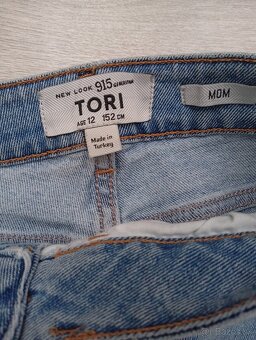 NEW LOOK 915 GENERATION
TORI
AGE 12 152 CM
Made in
Turkey
MOM